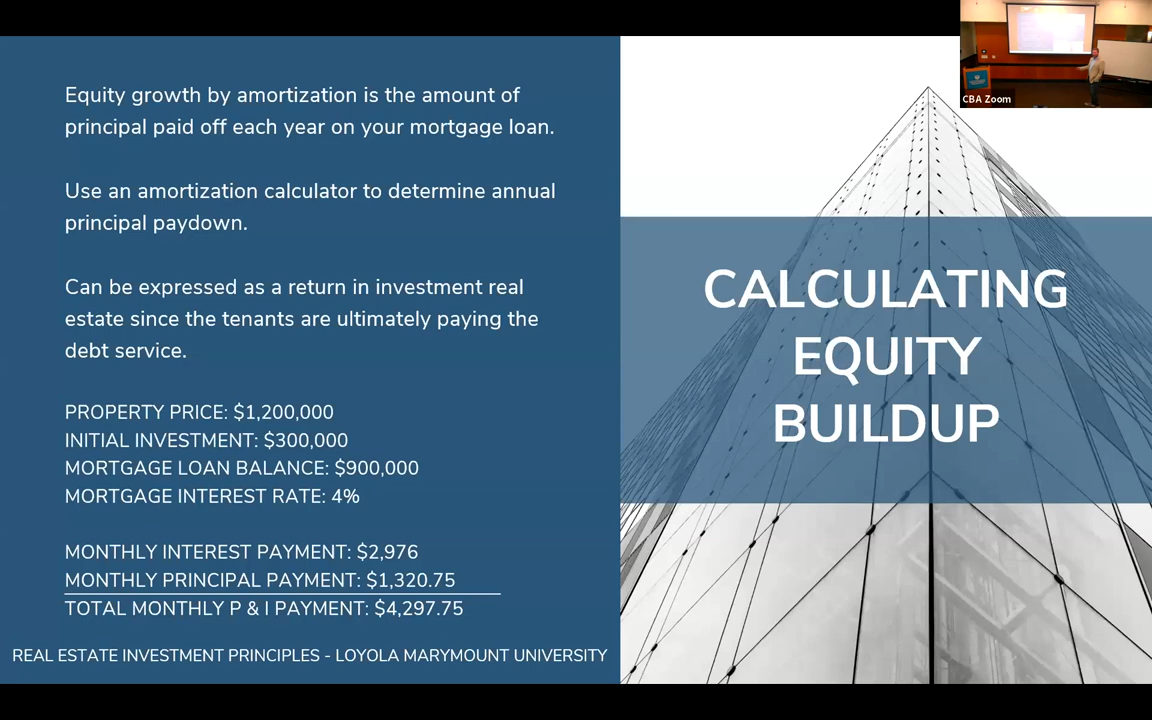 Equity growth by amortization is the amount of
principal paid off each year on your mortgage loan.
Use an amortization calculator to determine annual
principal paydown.
Can be expressed as a return in investment real
estate since the tenants are ultimately paying the
debt service.
PROPERTY PRICE: $1,200,000
INITIAL INVESTMENT: $300,000
MORTGAGE LOAN BALANCE: $900,000
MORTGAGE INTEREST RATE: 4%
MONTHLY INTEREST PAYMENT: $2,976
MONTHLY PRINCIPAL PAYMENT: $1,320.75
TOTAL MONTHLY P & I PAYMENT: $4,297.75
REAL ESTATE INVESTMENT PRINCIPLES - LOYOLA MARYMOUNT UNIVERSITY
CALCULATING
EQUITY
BUILDUP
CBA Zoom